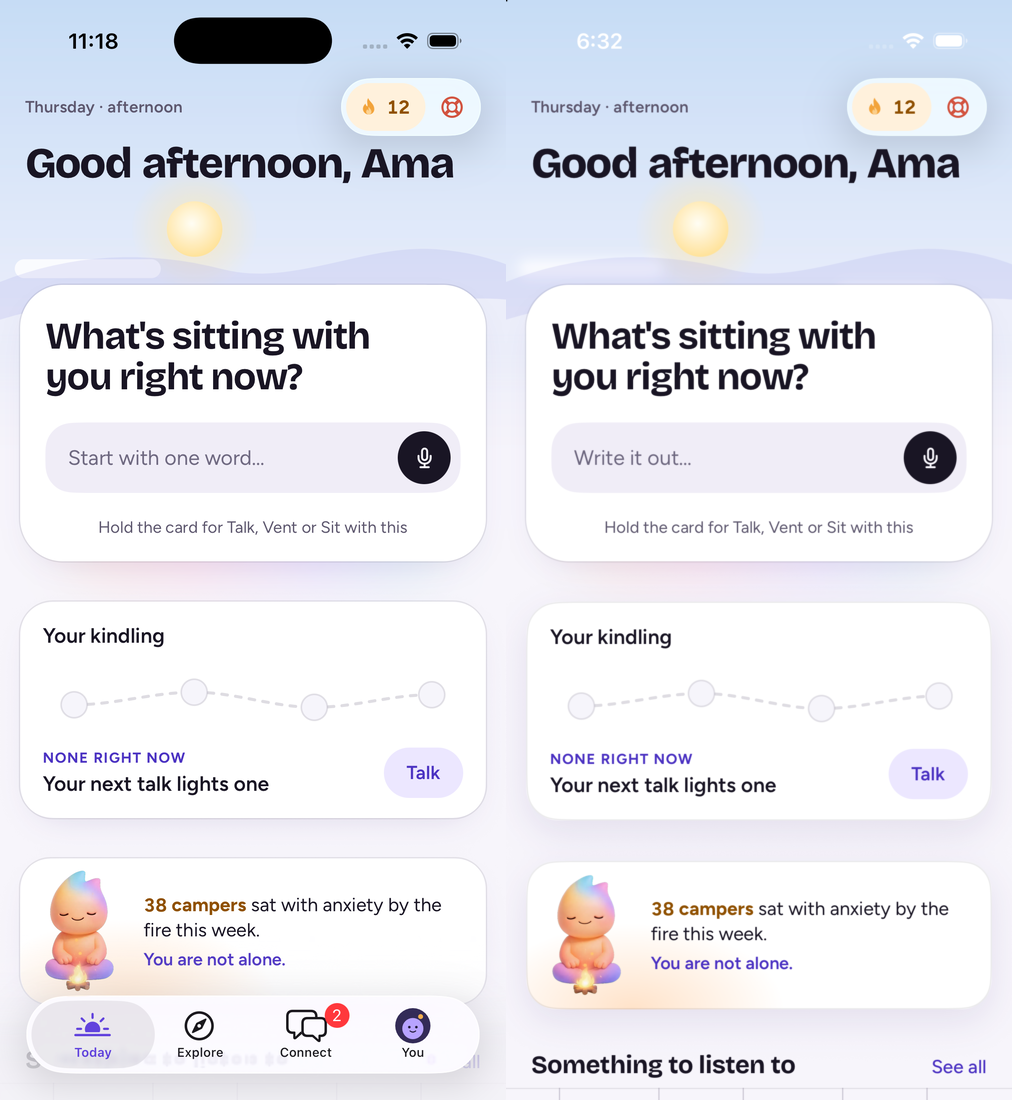 11:18
Thursday · afternoon
12
Good afternoon, Ama
What's sitting with
you right now?
Start with one word...
Hold the card for Talk, Vent or Sit with this
Your kindling
NONE RIGHT NOW
Your next talk lights one
Talk
38 campers sat with anxiety by the
fire this week.
You are not alone.
2
Today
Explore
Connect
You
6:32
Thursday · afternoon
12
Good afternoon, Ama
What's sitting with
you right now?
Write it out...
Hold the card for Talk, Vent or Sit with this
Your kindling
NONE RIGHT NOW
Your next talk lights one
Talk
38 campers sat with anxiety by the
fire this week.
You are not alone.
Something to listen to
See all